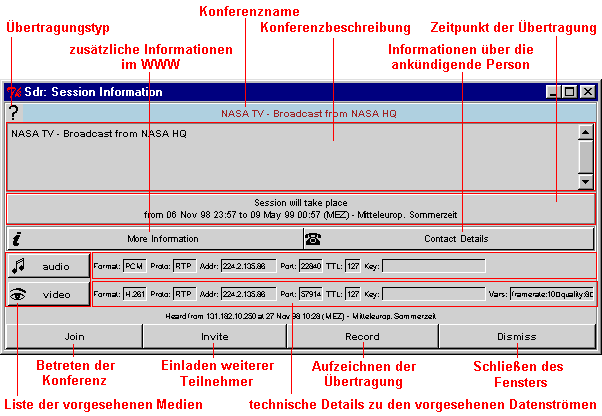 Konferenzname
Übertragungstyp Konferenzbeschreibung Zeitpunkt der Übertragung
zusätzliche Informationen im WWW
Informationen über die ankündigende Person
Sdr: Session Information
? NASA TV - Broadcast from NASA HQ
NASA TV - Broadcast from NASA HQ
Session will take place
from 06 Nov 98 23:57 to 09 May 99 00:57 (MEZ) - Mitteleurop. Sommerzeit
i More Information Contact Details
audio Format: PCM Proto: RTP Addr: 224.2.135.86 Port: 22840 TTL: 127 Key:
video Format: H.261 Proto: RTP Addr: 224.2.135.86 Port: 57914 TTL: 127 Key: Vars:
Heard from 131.182.10.250 at 27 Nov 98 10:28 (MEZ) - Mitteleurop. Sommerzeit
Join Invite Record Dismiss
Betreten der Konferenz
Einladen weiterer Teilnehmer
Aufzeichnen der Übertragung
Schließen des Fensters
Liste der vorgesehenen Medien technische Details zu den vorgesehenen Datenströmen